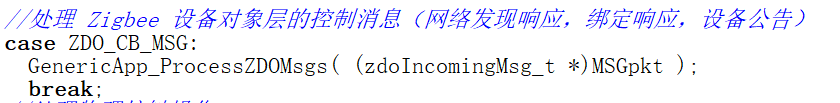 //处理 Zigbee 设备对象层的控制消息（网络发现响应，绑定响应，设备公告）
case ZDO_CB_MSG:
GenericApp_ProcessZDOMsgs( (zdoIncomingMsg_t *)MSGpkt );
break;